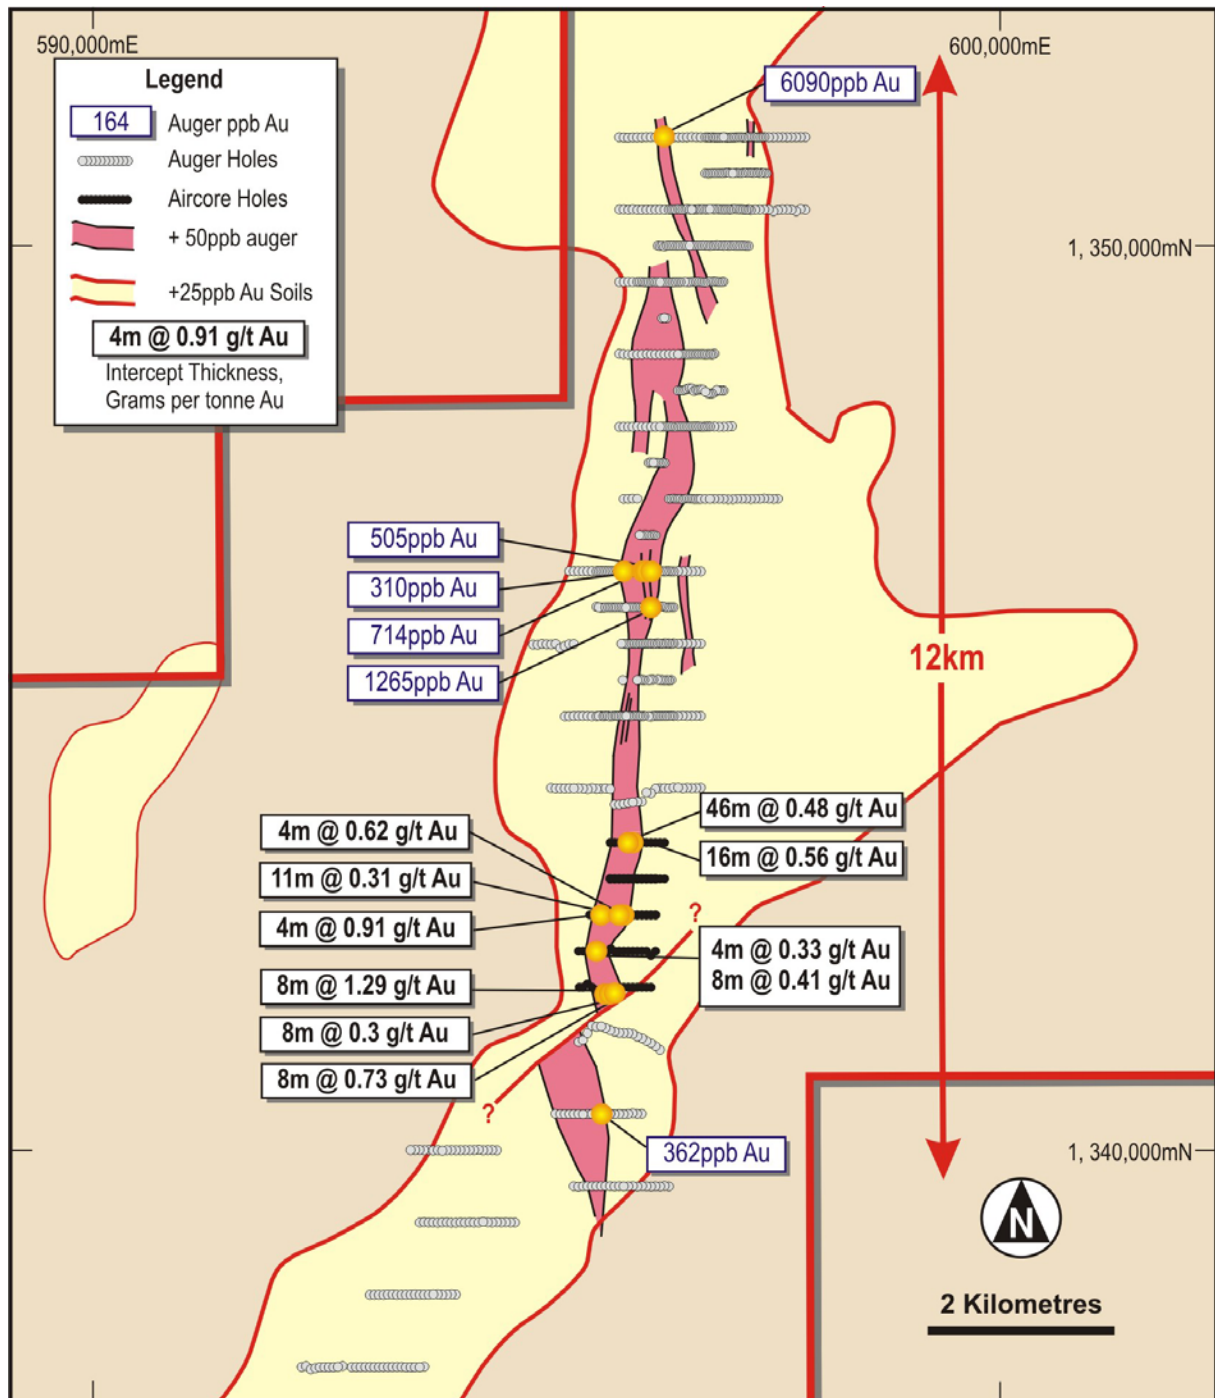 590,000mE
600,000mE
Legend
164
Auger ppb Au
Auger Holes
Aircore Holes
+ 50ppb auger
+25ppb Au Soils
4m @ 0.91 g/t Au
Intercept Thickness,
Grams per tonne Au
6090ppb Au
1, 350,000mN
505ppb Au
310ppb Au
714ppb Au
1265ppb Au
12km
46m @ 0.48 g/t Au
16m @ 0.56 g/t Au
4m @ 0.62 g/t Au
11m @ 0.31 g/t Au
4m @ 0.91 g/t Au
?
4m @ 0.33 g/t Au
8m @ 0.41 g/t Au
8m @ 1.29 g/t Au
8m @ 0.3 g/t Au
8m @ 0.73 g/t Au
?
362ppb Au
1, 340,000mN
N
2 Kilometres